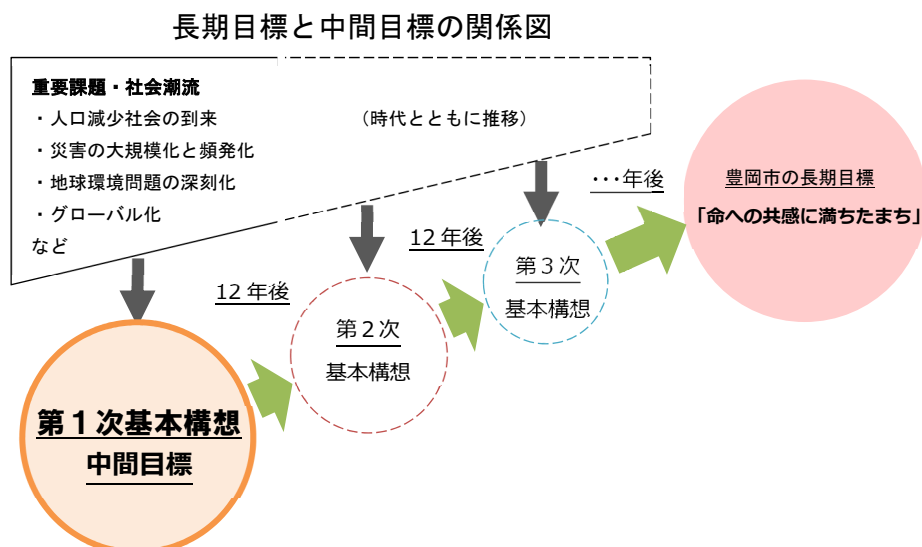 長期目標と中間目標の関係図
重要課題・社会潮流
・人口減少社会の到来
・災害の大規模化と頻発化
・地球環境問題の深刻化
・グローバル化
など
（時代とともに推移）
第１次基本構想
中間目標
12 年後
第２次
基本構想
12 年後
第３次
基本構想
･･･年後
豊岡市の長期目標
「命への共感に満ちたまち」